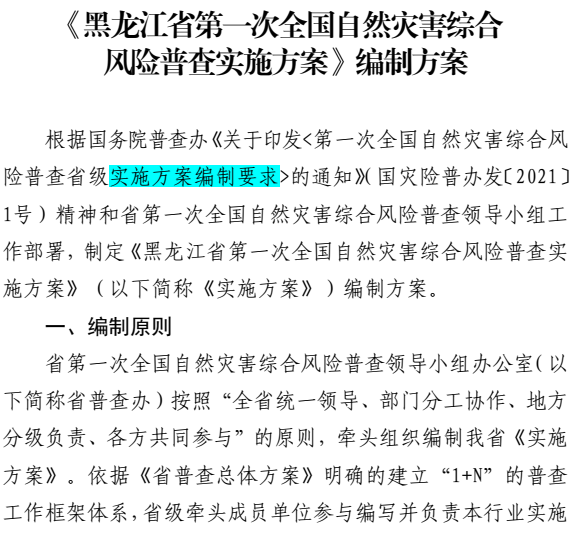 《黑龙江省第一次全国自然灾害综合
风险普查实施方案》编制方案
根据国务院普查办《关于印发<第一次全国自然灾害综合风
险普查省级实施方案编制要求>的通知》(国灾险普办发〔2021〕
1号)精神和省第一次全国自然灾害综合风险普查领导小组工
作部署,制定《黑龙江省第一次全国自然灾害综合风险普查实
施方案》(以下简称《实施方案》)编制方案。
一、编制原则
省第一次全国自然灾害综合风险普查领导小组办公室(以
下简称省普查办)按照“全省统一领导、部门分工协作、地方
分级负责、各方共同参与”的原则,牵头组织编制我省《实施
方案》。依据《省普查总体方案》明确的建立“1+N”的普查
工作框架体系,省级牵头成员单位参与编写并负责本行业实施